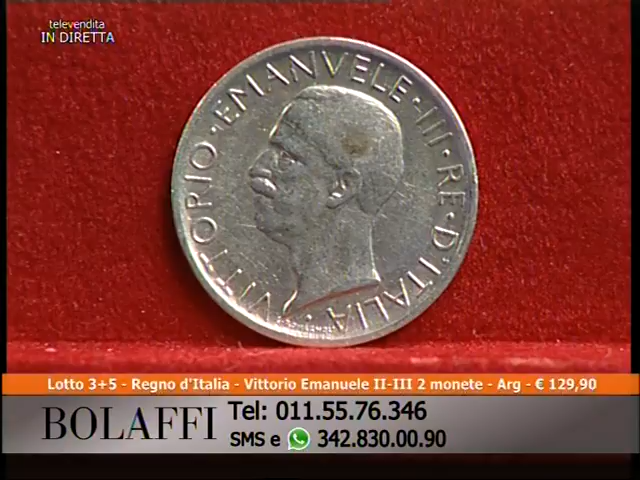 televendita
IN DIRETTA
VITTORIO · EMANVELE · III · RE · D'ITALIA ·
Lotto 3+5 - Regno d'Italia - Vittorio Emanuele II-III 2 monete - Arg - € 129,90
BOLAFFI
Tel: 011.55.76.346
SMS e 342.830.00.90